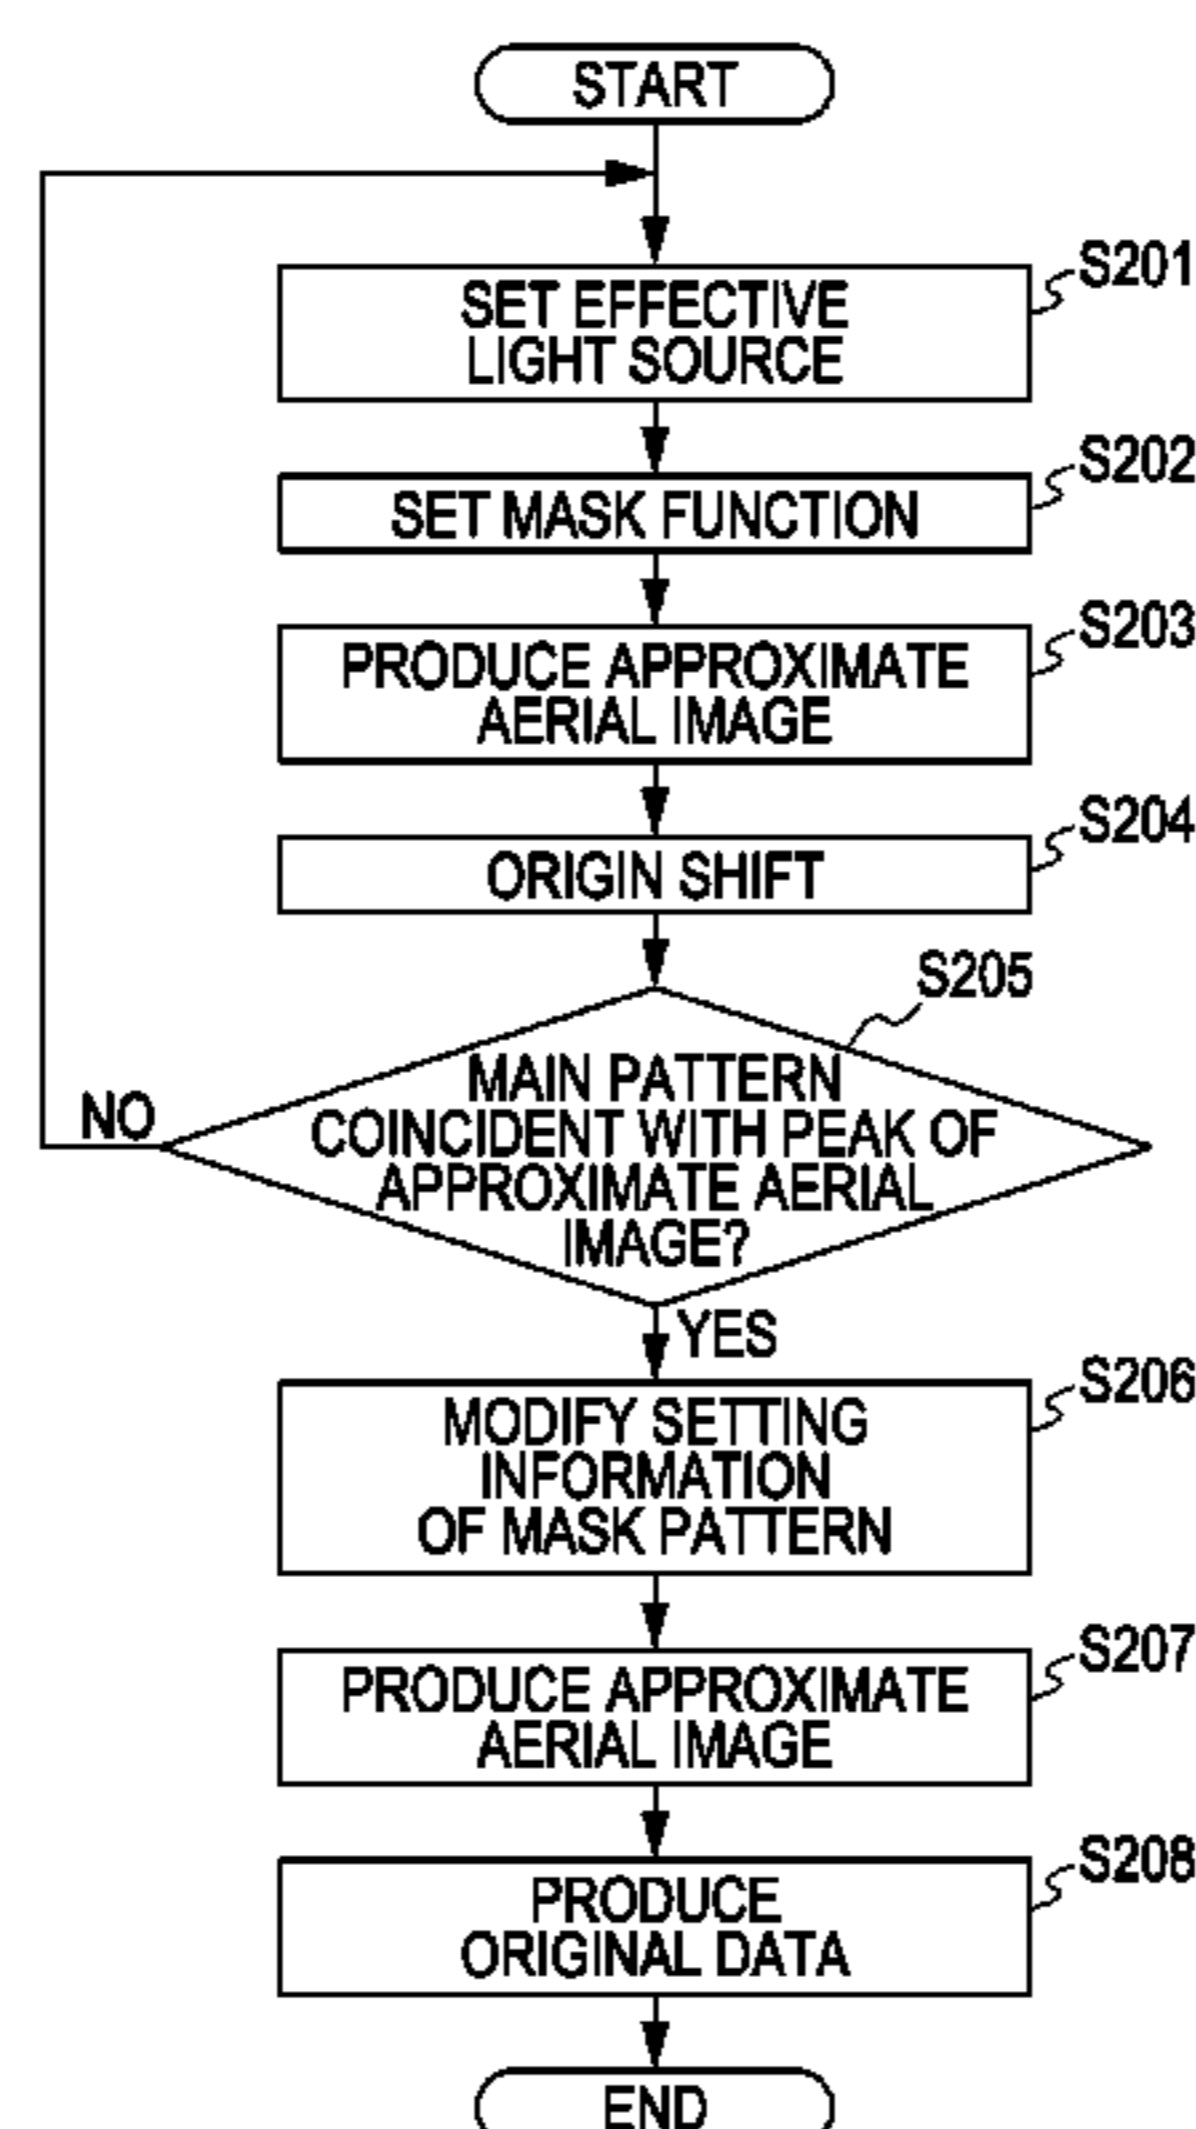 START
S201
SET EFFECTIVE
LIGHT SOURCE
S202
SET MASK FUNCTION
S203
PRODUCE APPROXIMATE
AERIAL IMAGE
S204
ORIGIN SHIFT
S205
MAIN PATTERN
COINCIDENT WITH PEAK OF
APPROXIMATE AERIAL
IMAGE?
NO
YES
S206
MODIFY SETTING
INFORMATION
OF MASK PATTERN
S207
PRODUCE APPROXIMATE
AERIAL IMAGE
S208
PRODUCE
ORIGINAL DATA
END